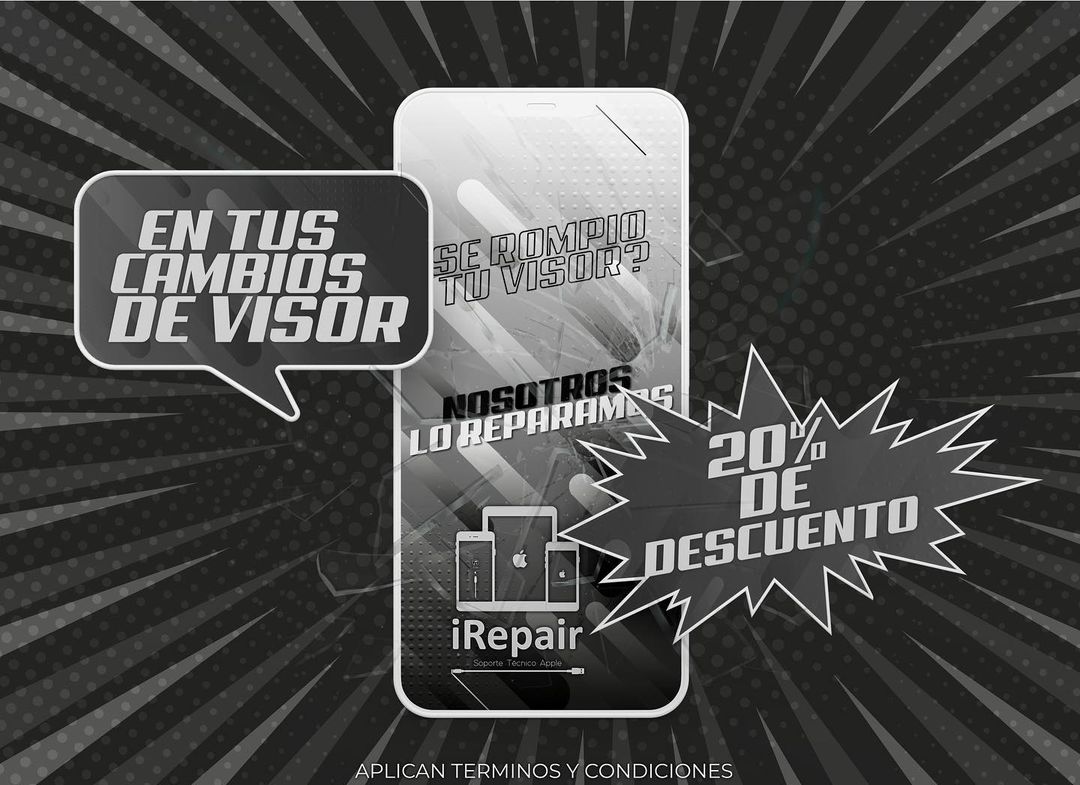 EN TUS
CAMBIOS
DE VISOR
SE ROMPIO
TU VISOR?
NOSOTROS
LO REPARAMOS
20%
DE
DESCUENTO
iRepair
Soporte Técnico Apple
APLICAN TERMINOS Y CONDICIONES